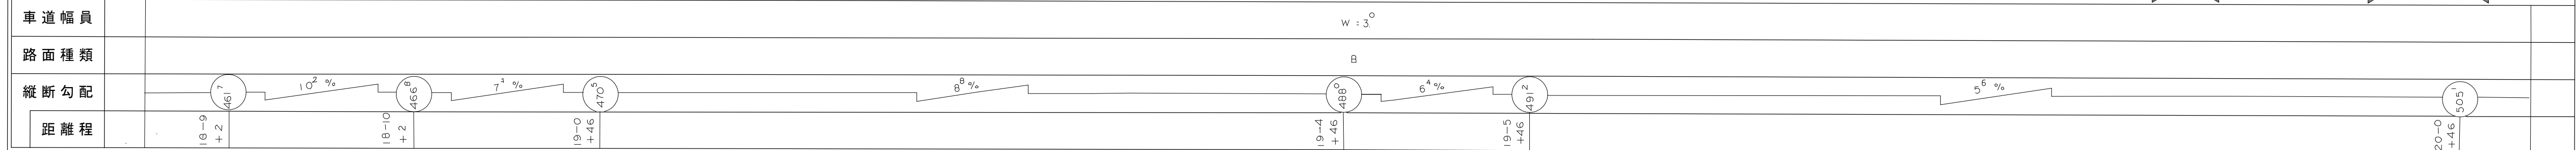 車道幅員 W:3.0
路面種類 B
縦断勾配 461.7 10.2% 466.8 7.4% 470.5 8.8% 488.0 6.4% 491.2 5.6% 505.1
距離程 18-9 +2 18-10 +2 19-0 +46 19-4 +46 19-5 +46 20-0 +46